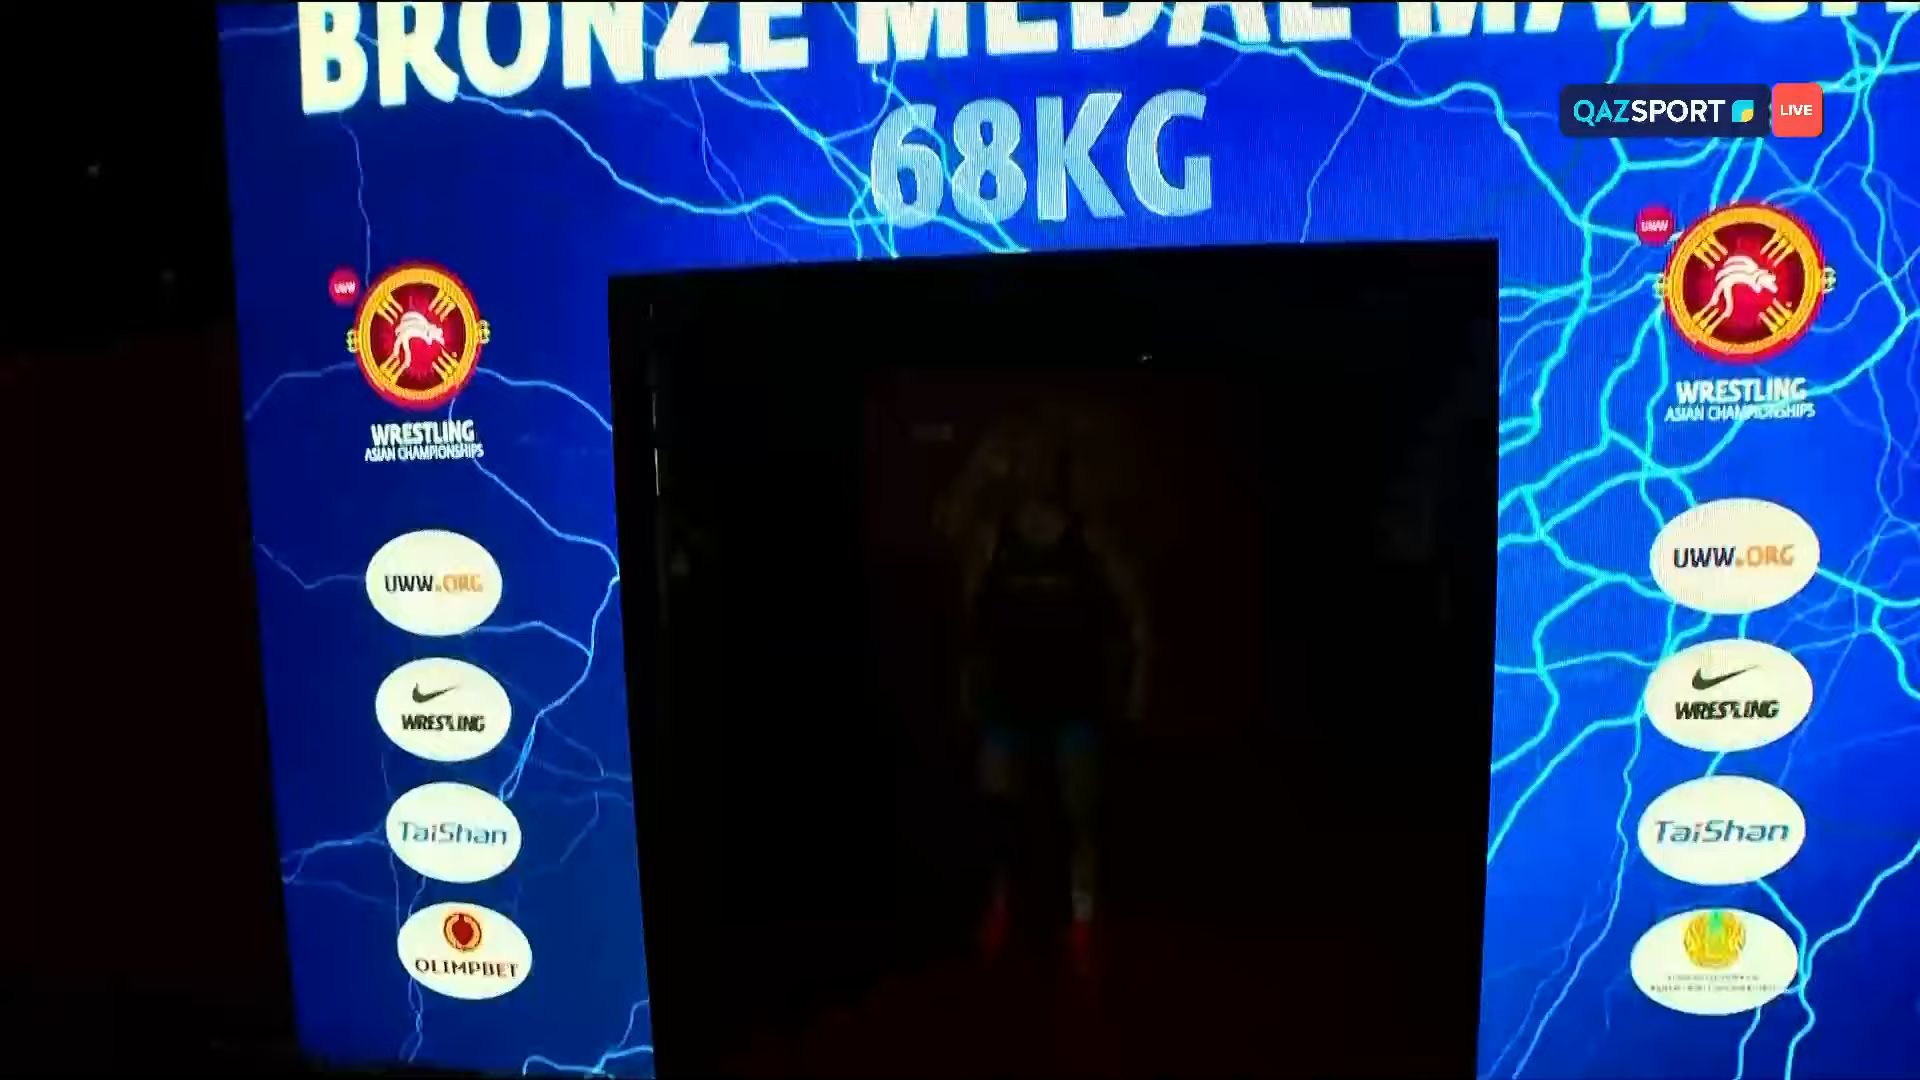 BRONZE MEDAL MATCH
68KG
QAZSPORT LIVE
UWW
WRESTLING
ASIAN CHAMPIONSHIPS
UWW.ORG
WRESTLING
TaiShan
OLIMPBET
UWW
WRESTLING
ASIAN CHAMPIONSHIPS
UWW.ORG
WRESTLING
TaiShan